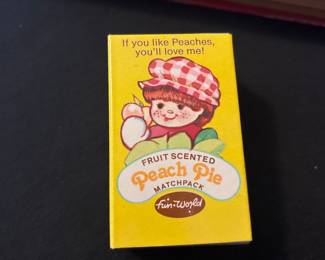 If you like Peaches,
you'll love me!
FRUIT SCENTED
Peach Pie
MATCHPACK
fun-world